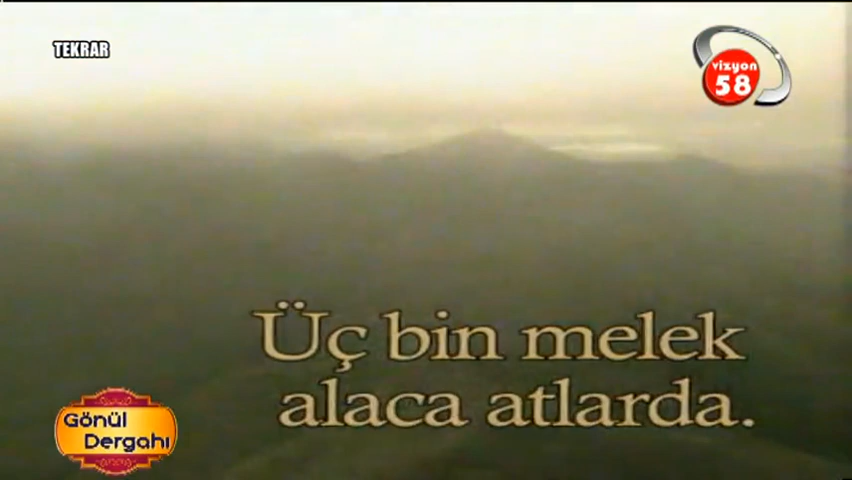 TEKRAR
vizyon
58
Üç bin melek
alaca atlarda.
Gönül
Dergahı